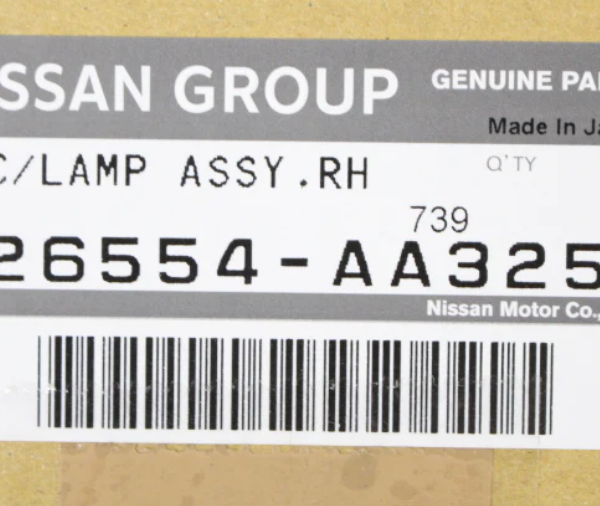 SSAN GROUP
GENUINE PA
Made In Ja
C/LAMP ASSY.RH
Q'TY
739
26554-AA325
Nissan Motor Co.,